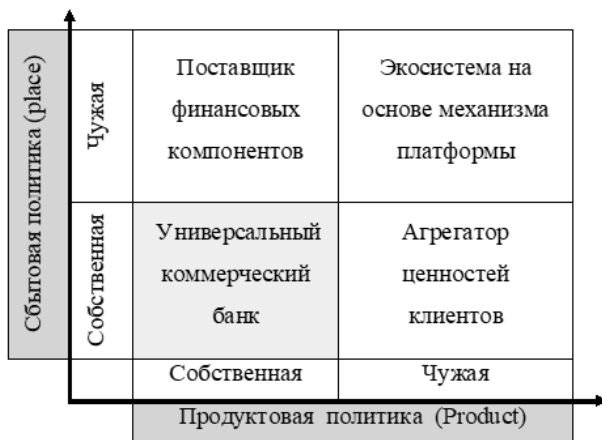 Сбытовая политика (place)
Чужая
Поставщик
финансовых
компонентов
Экосистема на
основе механизма
платформы
Собственная
Универсальный
коммерческий
банк
Агрегатор
ценностей
клиентов
Собственная
Чужая
Продуктовая политика (Product)